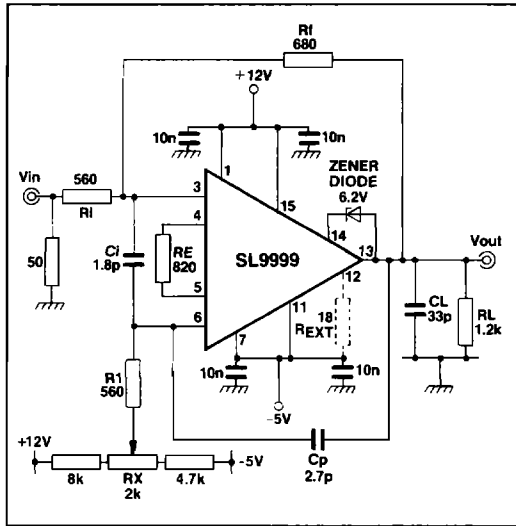 Rf
680
+12V
10n
10n
ZENER
DIODE
6.2V
Vin
560
RI
1
3
15
4
14
13
Vout
50
Ci
1.8p
RE
820
SL9999
12
5
18
REXT
CL
33p
RL
1.2k
6
11
7
R1
560
10n
10n
-5V
+12V
-5V
8k
RX
2k
4.7k
Cp
2.7p